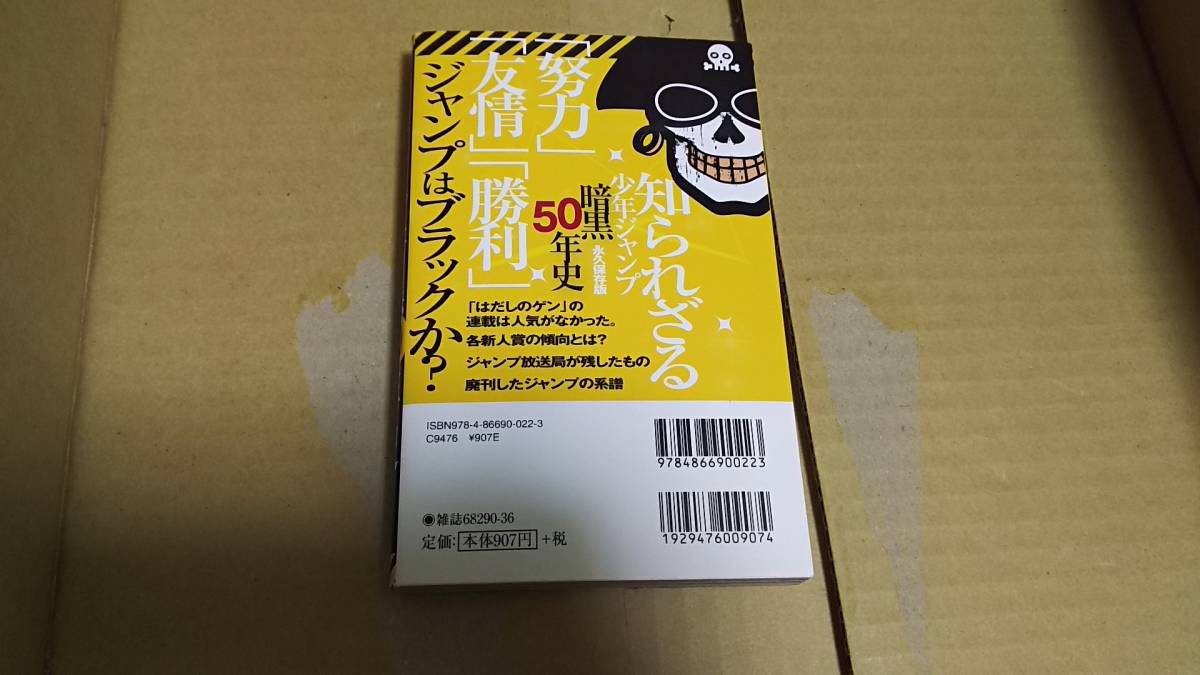 知られざる
少年ジャンプ
永久保存版
暗黒
50年史
「努力」
「友情」「勝利」
ジャンプはブラックか?
「はだしのゲン」の
連載は人気がなかった。
各新人賞の傾向とは?
ジャンプ放送局が残したもの
廃刊したジャンプの系譜
ISBN978-4-86690-022-3
C9476 ¥907E
9784866900223
1929476009074
◉雑誌68290-36
定価:本体907円+税